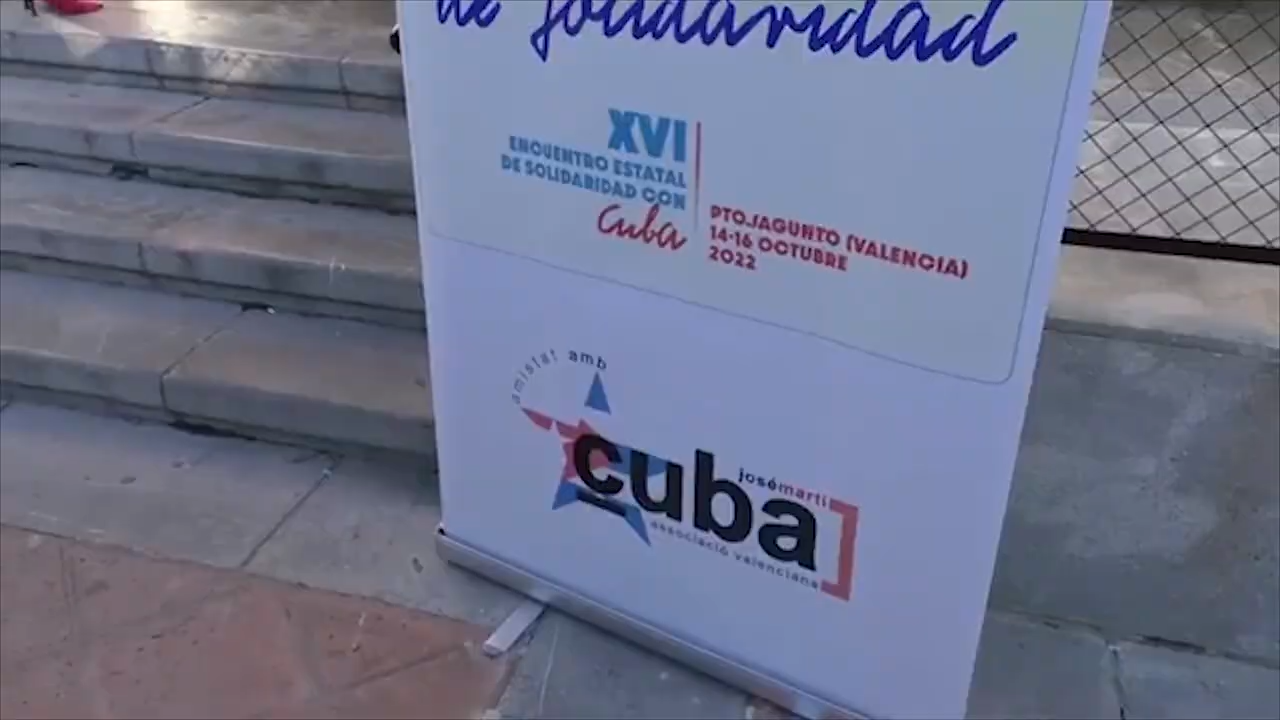 de solidaridad
XVI
ENCUENTRO ESTATAL
DE SOLIDARIDAD CON
Cuba
PTO.SAGUNTO (VALENCIA)
14-16 OCTUBRE
2022
amistat amb
cuba
josémartí
associació valenciana